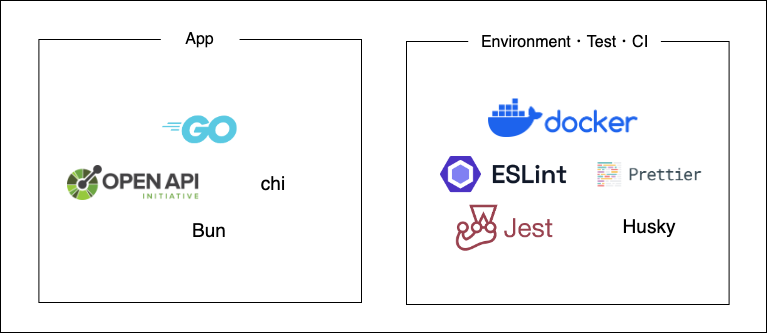 App
GO
OPEN API
INITIATIVE
chi
Bun
Environment・Test・CI
docker
ESLint
Prettier
Jest
Husky